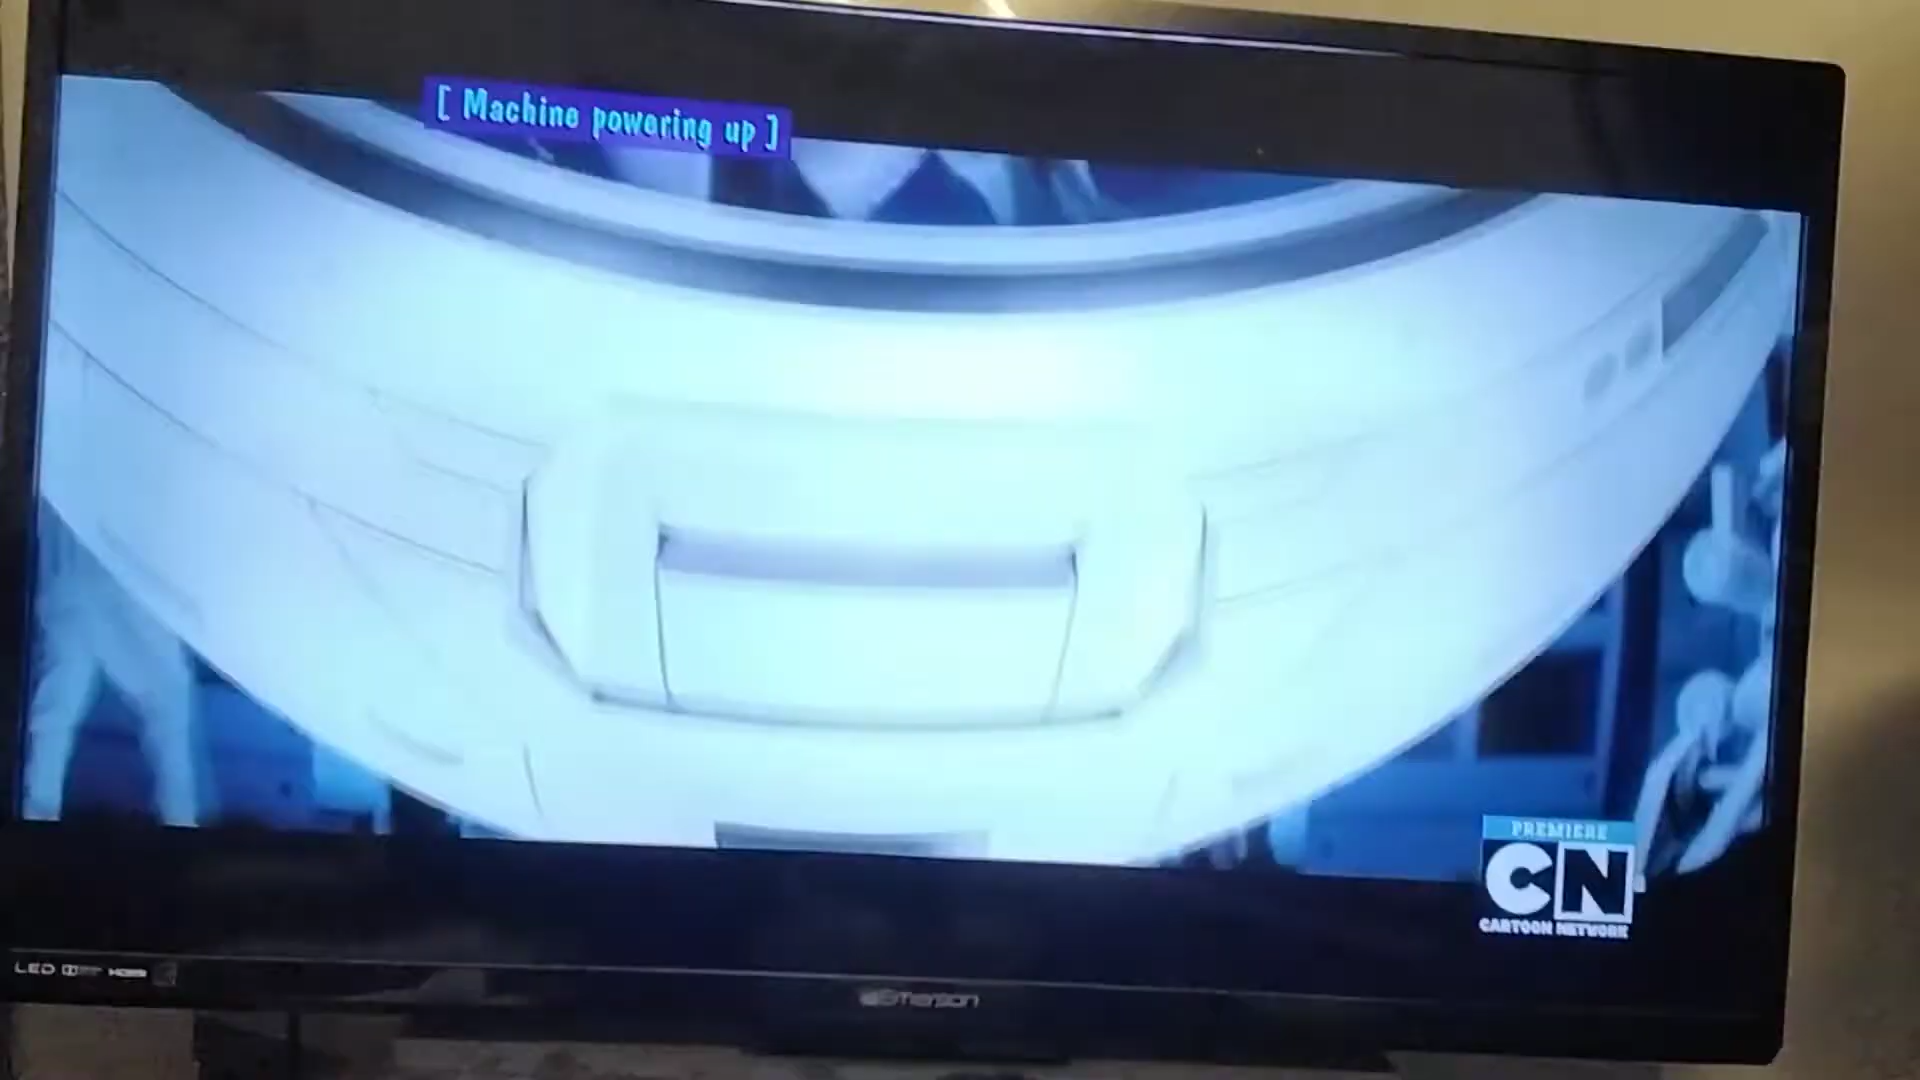 [ Machine powering up ]
PREMIERE
CN
CARTOON NETWORK
LED HDMI
Emerson